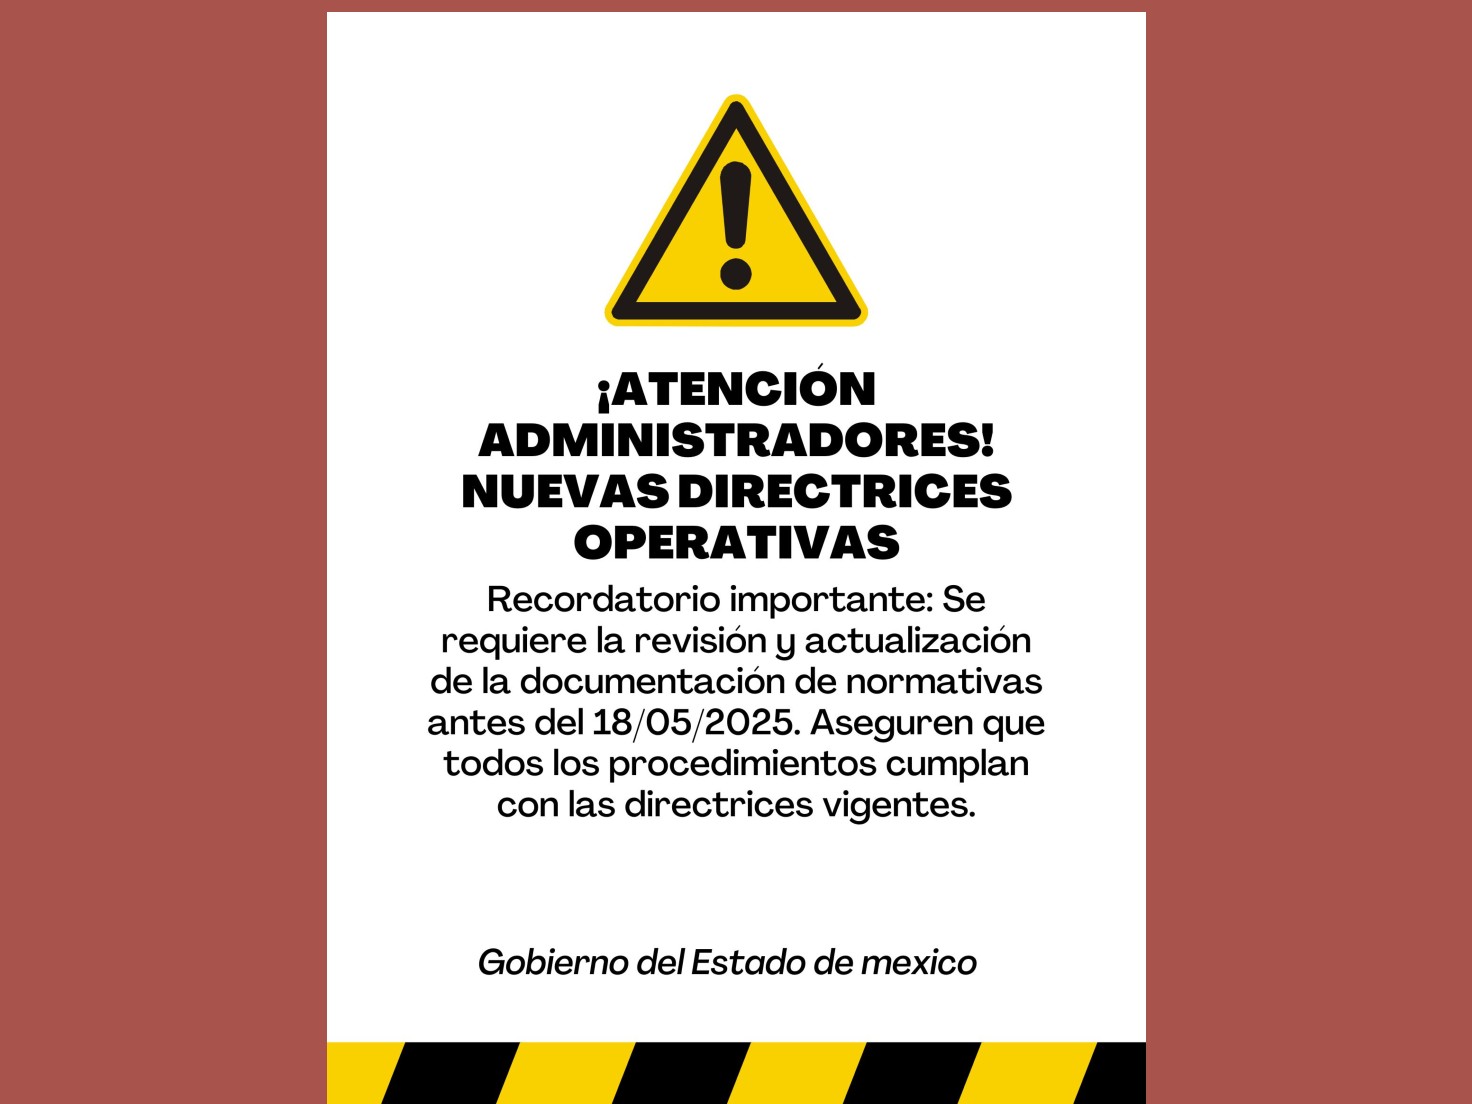 ¡ATENCIÓN
ADMINISTRADORES!
NUEVAS DIRECTRICES
OPERATIVAS
Recordatorio importante: Se
requiere la revisión y actualización
de la documentación de normativas
antes del 18/05/2025. Aseguren que
todos los procedimientos cumplan
con las directrices vigentes.
Gobierno del Estado de mexico